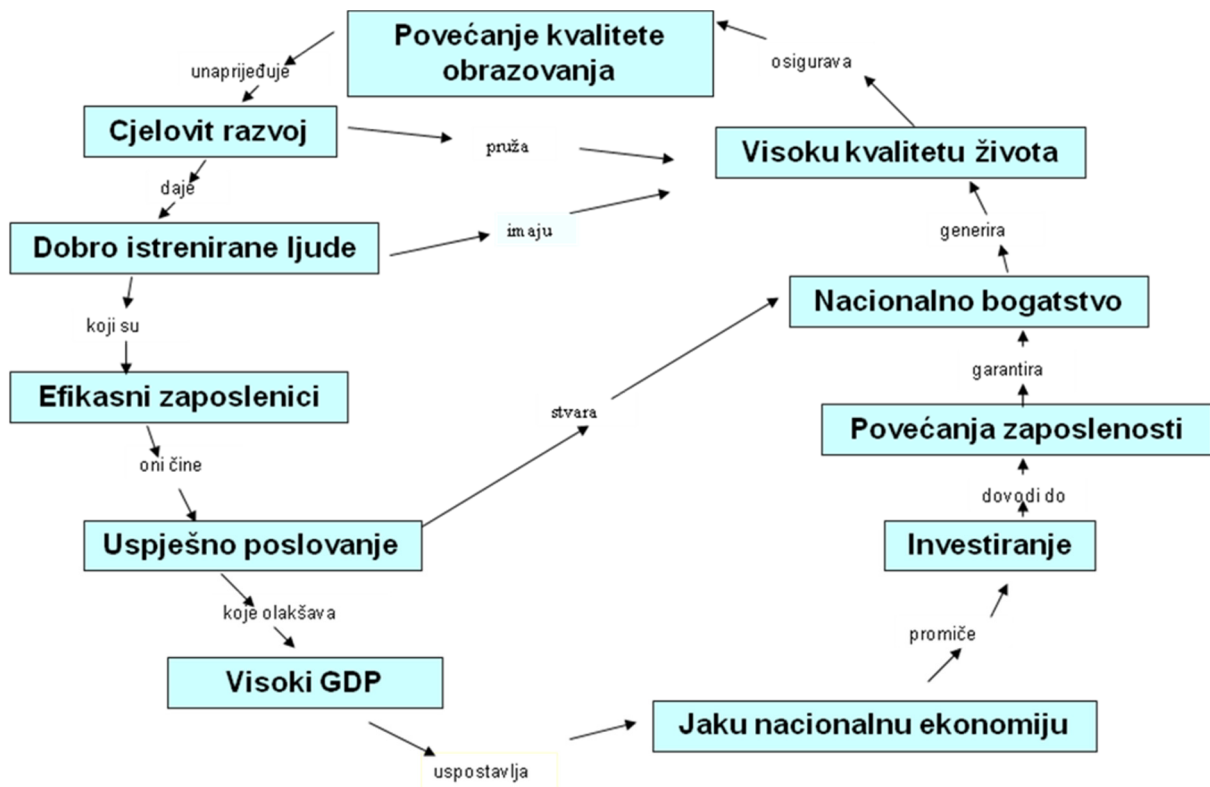 Povećanje kvalitete
obrazovanja
osigurava
unaprijeđuje
Cjelovit razvoj
pruža
Visoku kvalitetu života
daje
Dobro istrenirane ljude
imaju
generira
Nacionalno bogatstvo
koji su
garantira
Efikasni zaposlenici
stvara
Povećanja zaposlenosti
oni čine
dovodi do
Uspješno poslovanje
Investiranje
koje olakšava
promiče
Visoki GDP
Jaku nacionalnu ekonomiju
uspostavlja